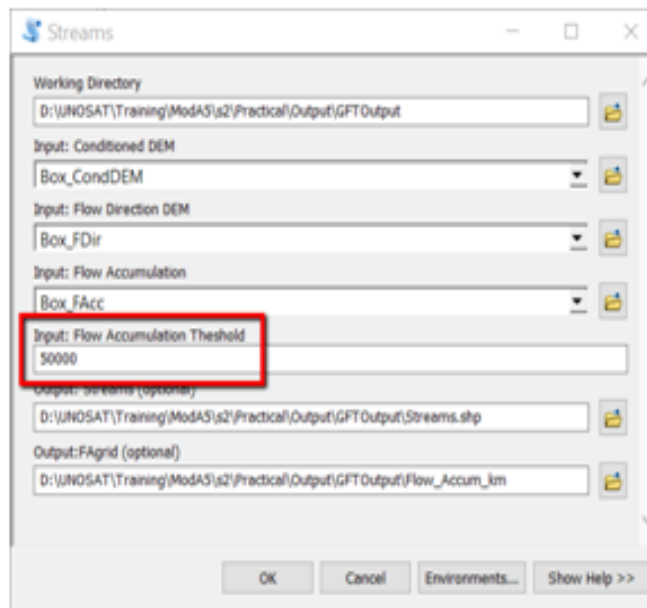 Streams
Working Directory
D:\UNOSAT\Training\ModA5\s2\Practical\Output\GFTOutput
Input: Conditioned DEM
Box_CondDEM
Input: Flow Direction DEM
Box_FDir
Input: Flow Accumulation
Box_FAcc
Input: Flow Accumulation Theshold
50000
Output: Streams (optional)
D:\UNOSAT\Training\ModA5\s2\Practical\Output\GFTOutput\Streams.shp
Output:FAgrid (optional)
D:\UNOSAT\Training\ModA5\s2\Practical\Output\GFTOutput\Flow_Accum_km
OK Cancel Environments... Show Help >>